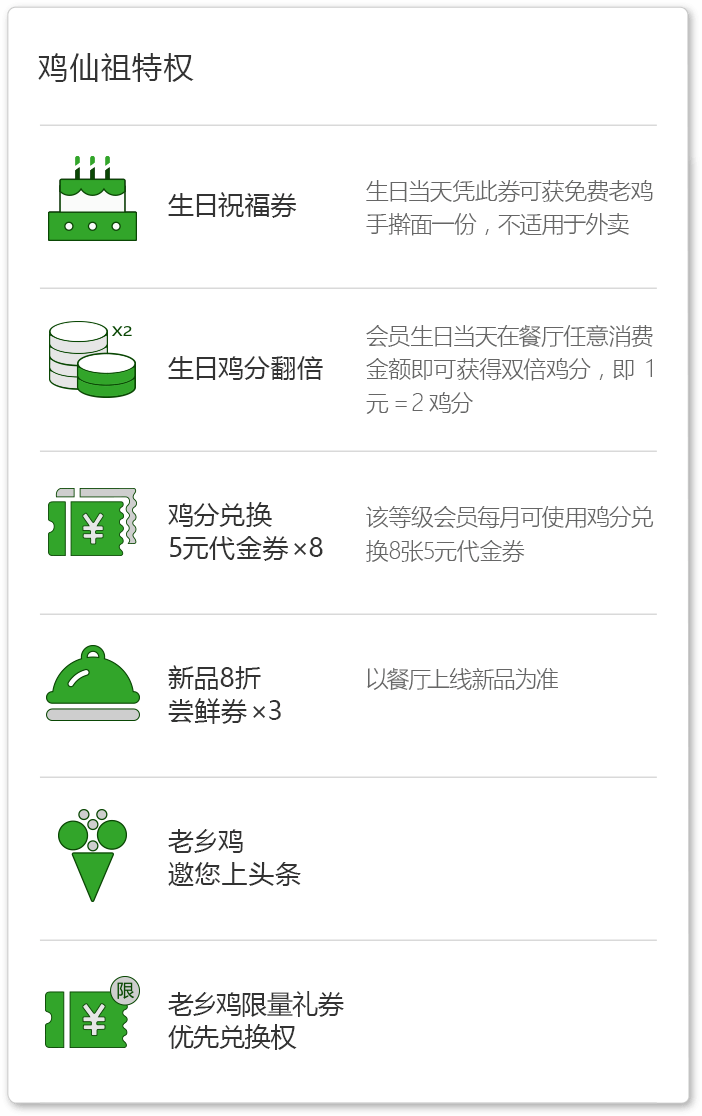 鸡仙祖特权
生日祝福券
生日当天凭此券可获免费老鸡
手擀面一份，不适用于外卖
X2
生日鸡分翻倍
会员生日当天在餐厅任意消费
金额即可获得双倍鸡分，即 1
元 = 2 鸡分
¥
鸡分兑换
5元代金券 ×8
该等级会员每月可使用鸡分兑
换8张5元代金券
新品8折
尝鲜券 ×3
以餐厅上线新品为准
老乡鸡
邀您上头条
限
¥
老乡鸡限量礼券
优先兑换权